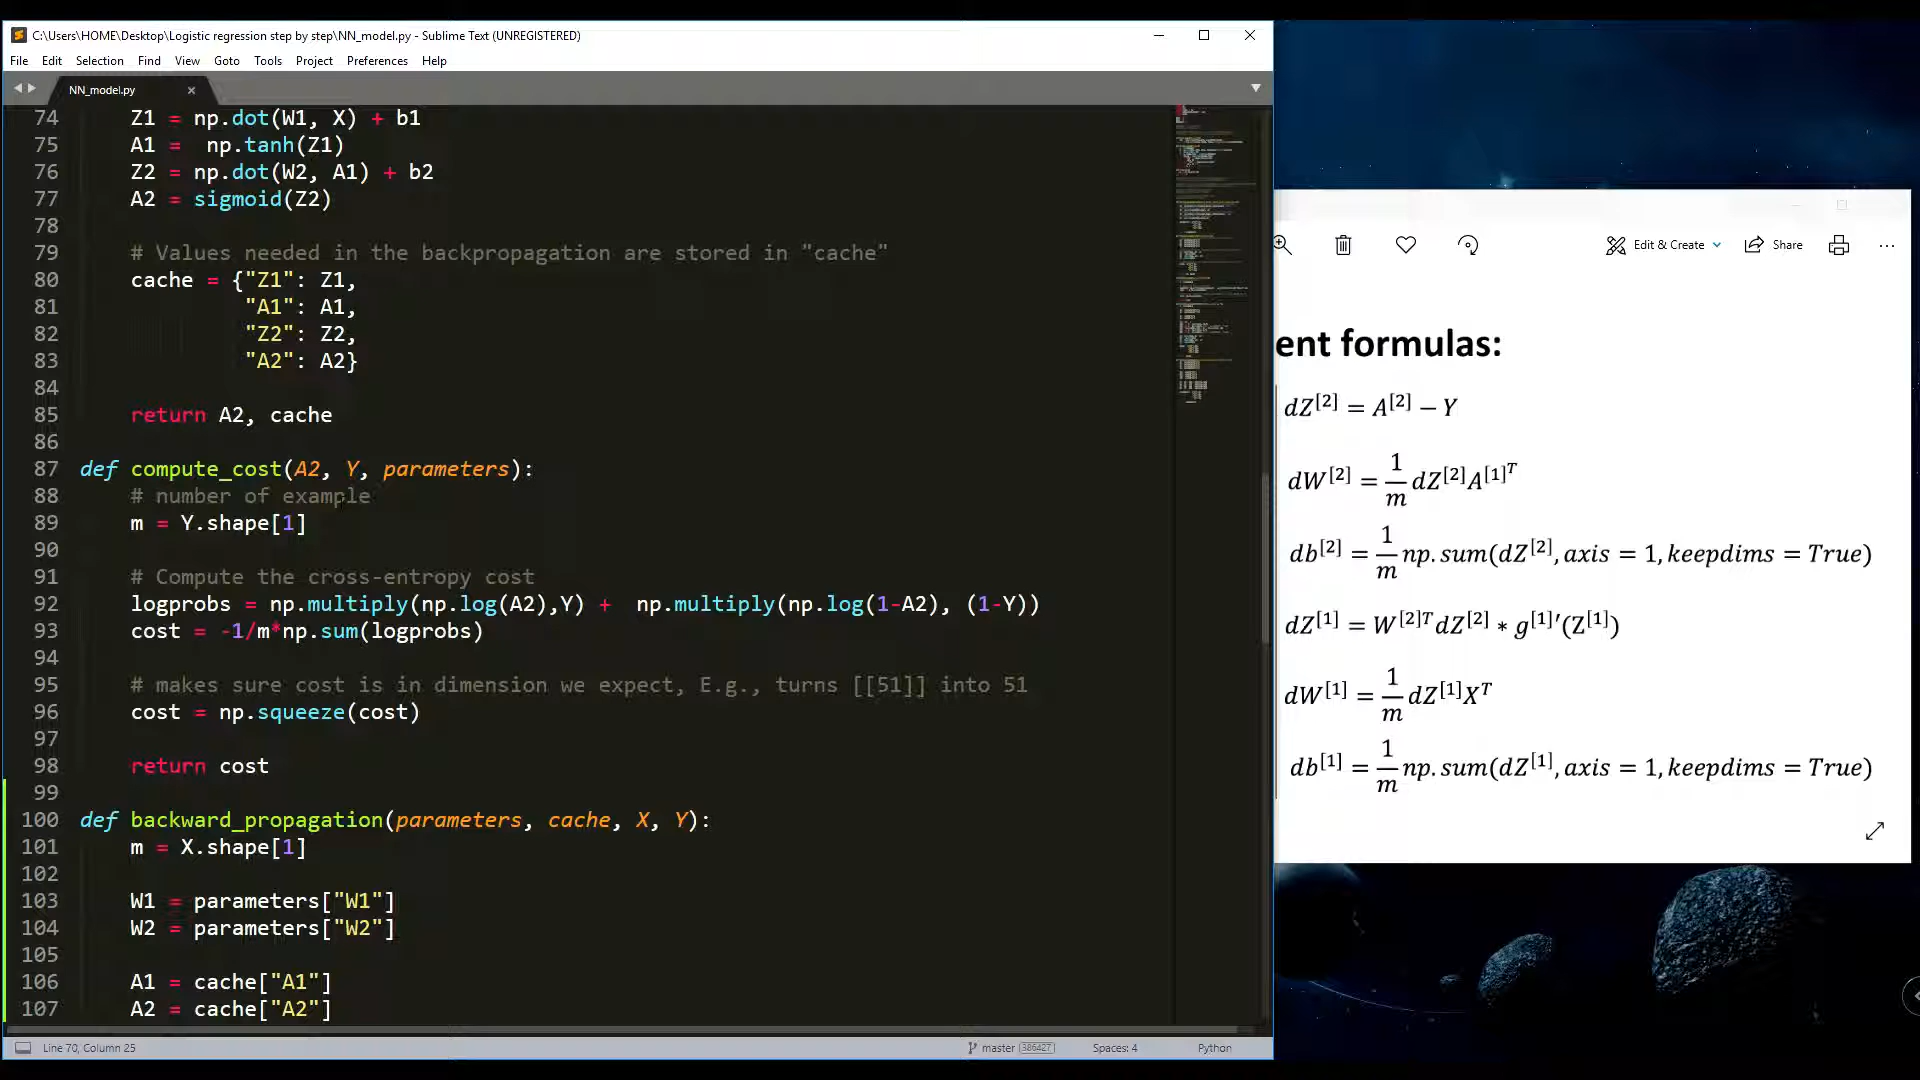 C:\Users\HOME\Desktop\Logistic regression step by step\NN_model.py - Sublime Text (UNREGISTERED)
File Edit Selection Find View Goto Tools Project Preferences Help
NN_model.py
74 Z1 = np.dot(W1, X) + b1
75 A1 =  np.tanh(Z1)
76 Z2 = np.dot(W2, A1) + b2
77 A2 = sigmoid(Z2)
78
79 # Values needed in the backpropagation are stored in "cache"
80 cache = {"Z1": Z1,
81 "A1": A1,
82 "Z2": Z2,
83 "A2": A2}
84
85 return A2, cache
86
87 def compute_cost(A2, Y, parameters):
88 # number of example
89 m = Y.shape[1]
90
91 # Compute the cross-entropy cost
92 logprobs = np.multiply(np.log(A2),Y) +  np.multiply(np.log(1-A2), (1-Y))
93 cost = -1/m*np.sum(logprobs)
94
95 # makes sure cost is in dimension we expect, E.g., turns [[51]] into 51
96 cost = np.squeeze(cost)
97
98 return cost
99
100 def backward_propagation(parameters, cache, X, Y):
101 m = X.shape[1]
102
103 W1 = parameters["W1"]
104 W2 = parameters["W2"]
105
106 A1 = cache["A1"]
107 A2 = cache["A2"]
Line 70, Column 25 master 386427 Spaces: 4 Python
Edit & Create Share
ent formulas:
dZ^[2] = A^[2] − Y
dW^[2] = 1/m dZ^[2]A^[1]^T
db^[2] = 1/m np.sum(dZ^[2], axis = 1, keepdims = True)
dZ^[1] = W^[2]T dZ^[2] * g^[1]′(Z^[1])
dW^[1] = 1/m dZ^[1]X^T
db^[1] = 1/m np.sum(dZ^[1], axis = 1, keepdims = True)